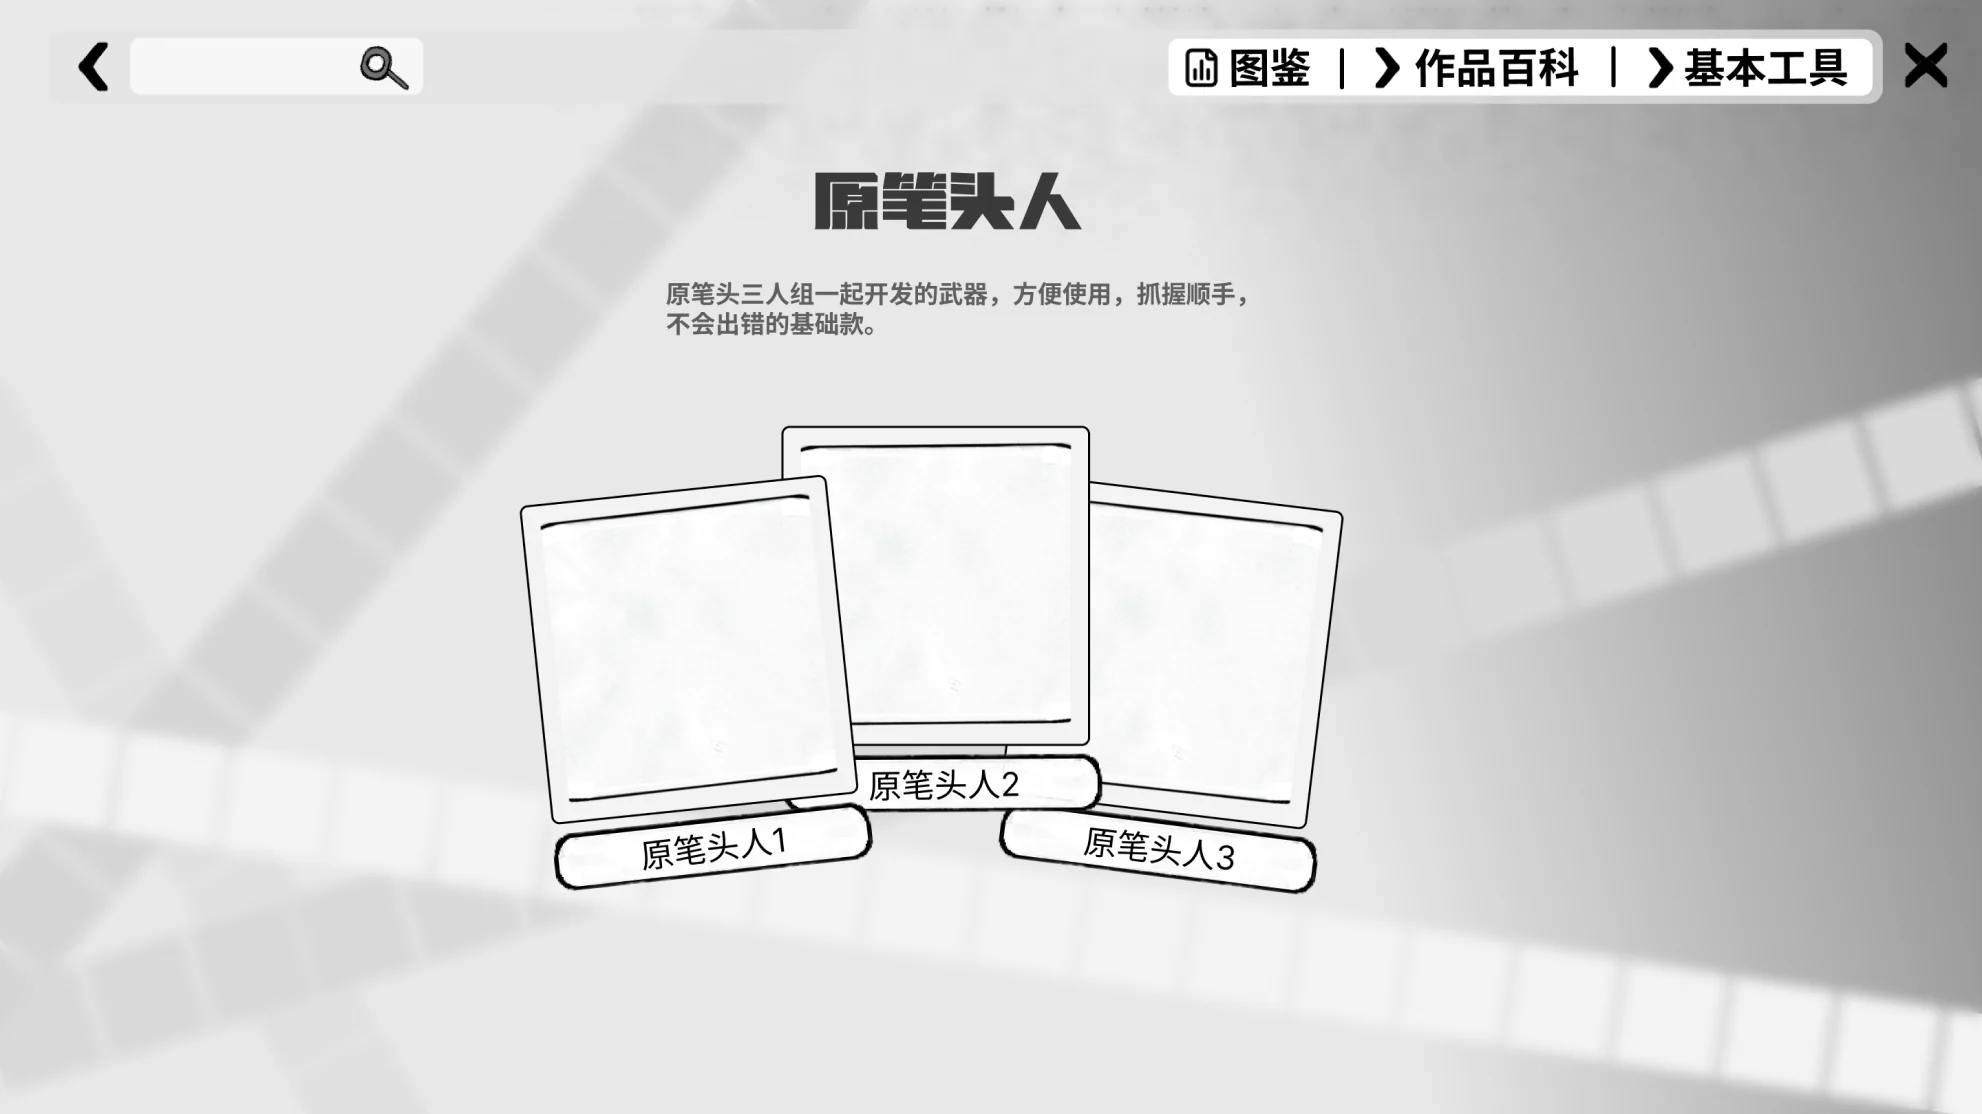 图鉴 | 作品百科 | 基本工具
原笔头人
原笔头三人组一起开发的武器，方便使用，抓握顺手，
不会出错的基础款。
原笔头人1
原笔头人2
原笔头人3